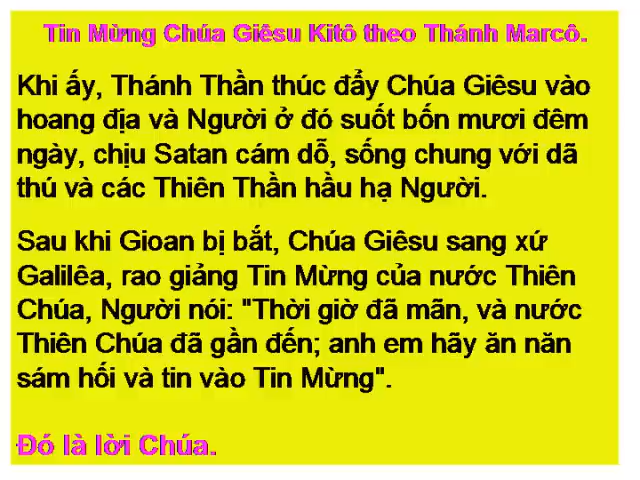 Tin Mừng Chúa Giêsu Kitô theo Thánh Marcô.
Khi ấy, Thánh Thần thúc đẩy Chúa Giêsu vào
hoang địa và Người ở đó suốt bốn mươi đêm
ngày, chịu Satan cám dỗ, sống chung với dã
thú và các Thiên Thần hầu hạ Người.
Sau khi Gioan bị bắt, Chúa Giêsu sang xứ
Galilêa, rao giảng Tin Mừng của nước Thiên
Chúa, Người nói: "Thời giờ đã mãn, và nước
Thiên Chúa đã gần đến; anh em hãy ăn năn
sám hối và tin vào Tin Mừng".
Đó là lời Chúa.